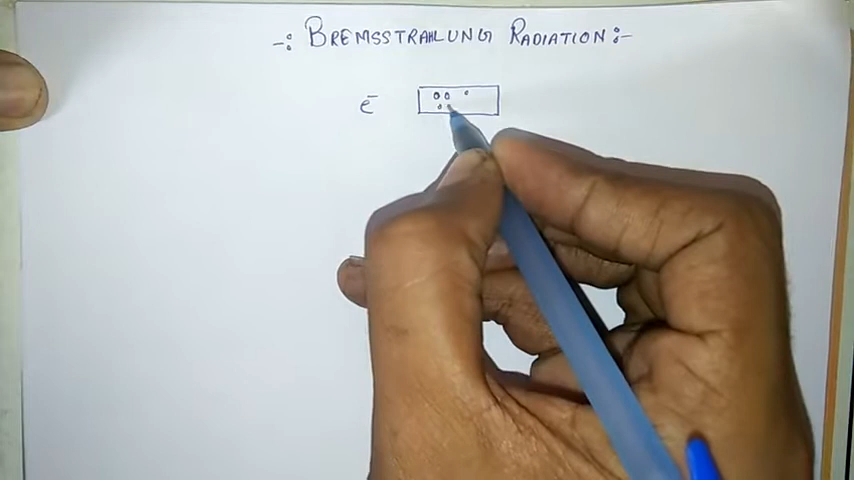 -: BREMSSTRAHLUNG RADIATION :-
e-